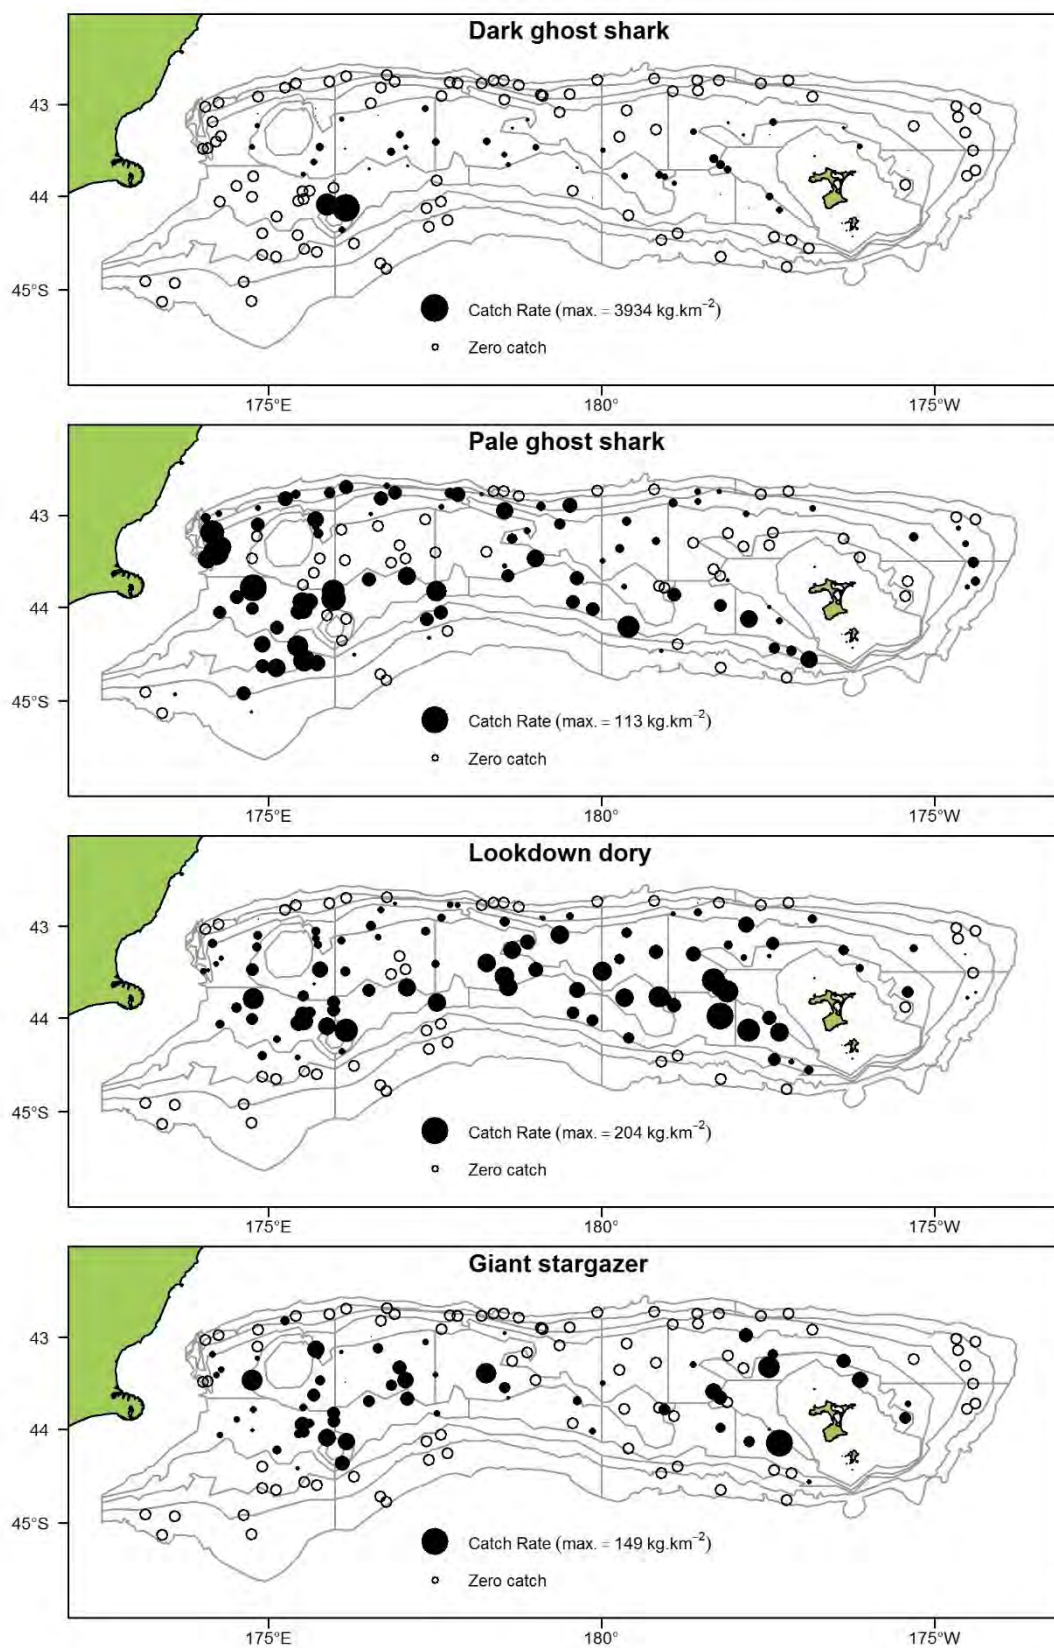 Dark ghost shark
43
44
45°S
Catch Rate (max. = 3934 kg.km⁻²)
Zero catch
175°E 180° 175°W
Pale ghost shark
43
44
45°S
Catch Rate (max. = 113 kg.km⁻²)
Zero catch
175°E 180° 175°W
Lookdown dory
43
44
45°S
Catch Rate (max. = 204 kg.km⁻²)
Zero catch
175°E 180° 175°W
Giant stargazer
43
44
45°S
Catch Rate (max. = 149 kg.km⁻²)
Zero catch
175°E 180° 175°W